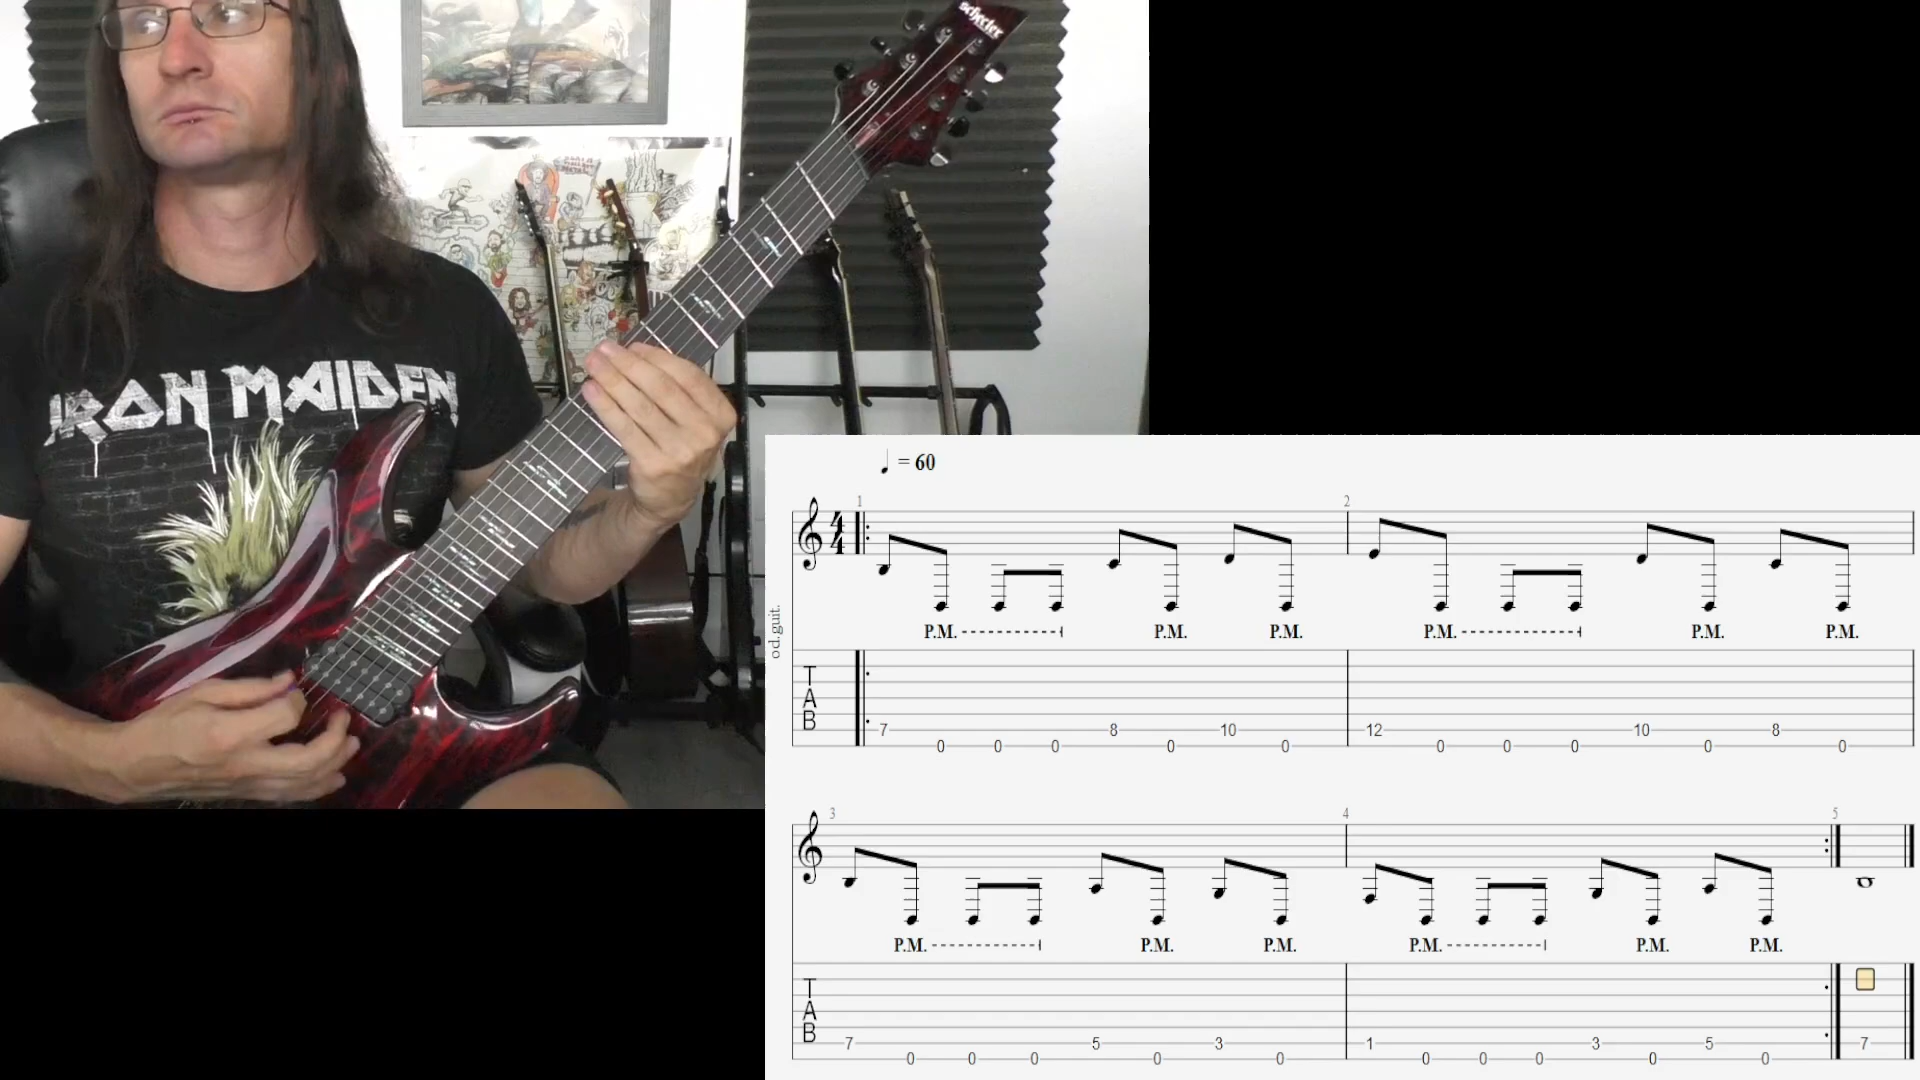 schecter
IRON MAIDEN
= 60
1
2
4
4
od.guit.
P.M. P.M. P.M. P.M. P.M. P.M.
T
A
B
7 0 0 0 8 0 10 0 12 0 0 0 10 0 8 0
3
4
5
P.M. P.M. P.M. P.M. P.M. P.M.
T
A
B
7 0 0 0 5 0 3 0 1 0 0 0 3 0 5 0 7